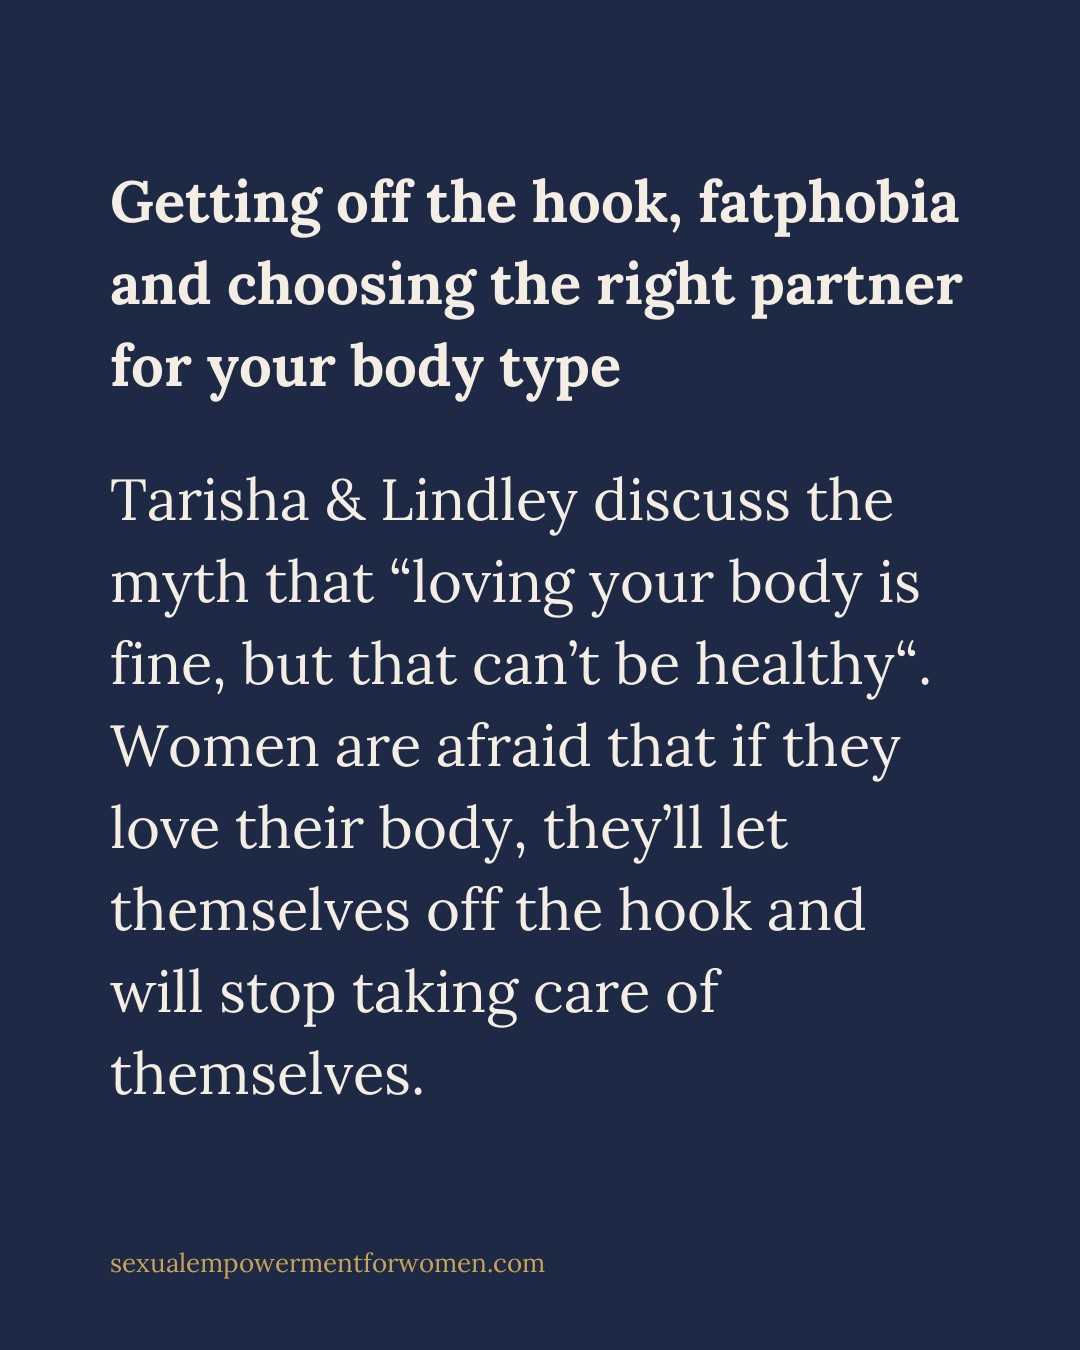 Getting off the hook, fatphobia
and choosing the right partner
for your body type
Tarisha & Lindley discuss the
myth that “loving your body is
fine, but that can’t be healthy“.
Women are afraid that if they
love their body, they’ll let
themselves off the hook and
will stop taking care of
themselves.
sexualempowermentforwomen.com